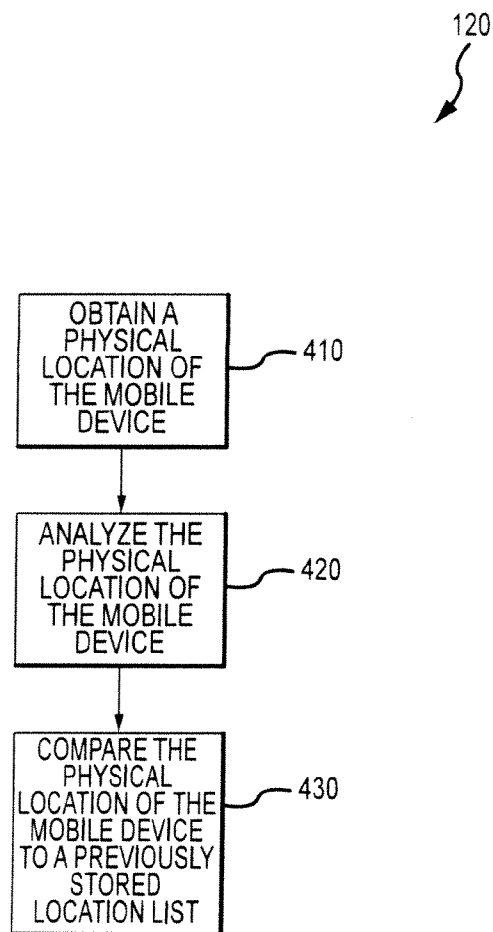 120
OBTAIN A
PHYSICAL
LOCATION OF
THE MOBILE
DEVICE
410
ANALYZE THE
PHYSICAL
LOCATION OF
THE MOBILE
DEVICE
420
COMPARE THE
PHYSICAL
LOCATION OF THE
MOBILE DEVICE
TO A PREVIOUSLY
STORED
LOCATION LIST
430